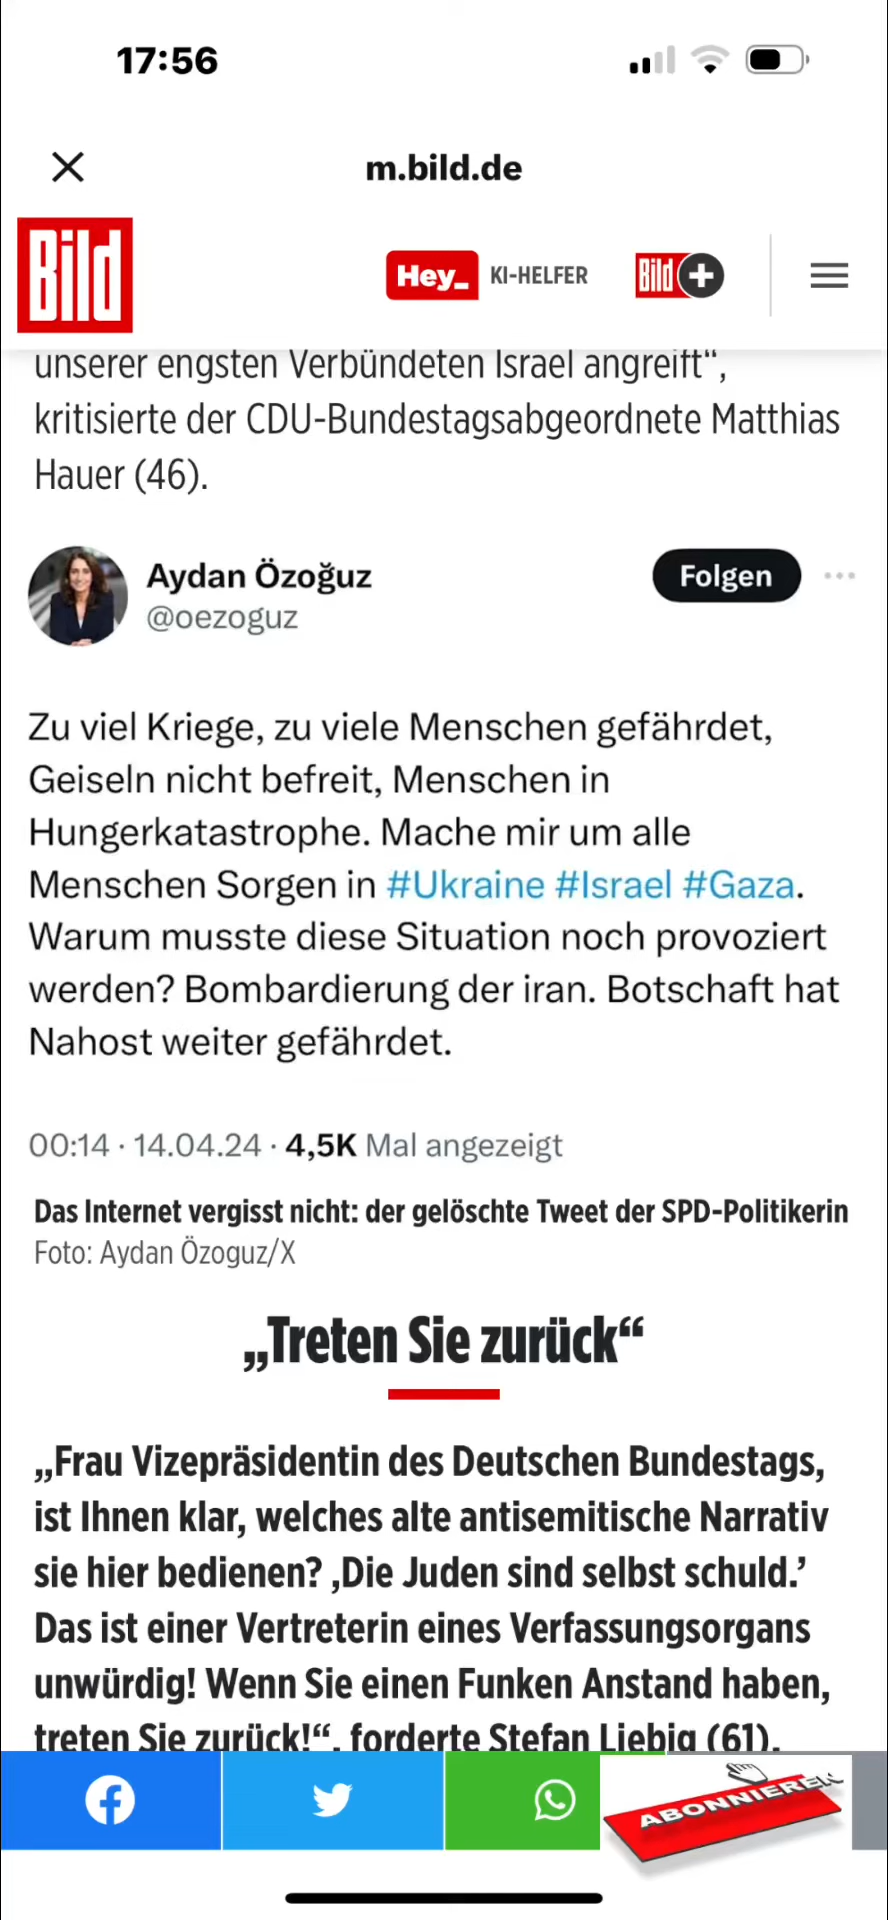 17:56
m.bild.de
Bild
Hey_ KI-HELFER
Bild +
unserer engsten Verbündeten Israel angreift“,
kritisierte der CDU-Bundestagsabgeordnete Matthias
Hauer (46).
Aydan Özoğuz
@oezoguz
Folgen
Zu viel Kriege, zu viele Menschen gefährdet,
Geiseln nicht befreit, Menschen in
Hungerkatastrophe. Mache mir um alle
Menschen Sorgen in #Ukraine #Israel #Gaza.
Warum musste diese Situation noch provoziert
werden? Bombardierung der iran. Botschaft hat
Nahost weiter gefährdet.
00:14 · 14.04.24 · 4,5K Mal angezeigt
Das Internet vergisst nicht: der gelöschte Tweet der SPD-Politikerin
Foto: Aydan Özoguz/X
„Treten Sie zurück“
„Frau Vizepräsidentin des Deutschen Bundestags,
ist Ihnen klar, welches alte antisemitische Narrativ
sie hier bedienen? ‚Die Juden sind selbst schuld.’
Das ist einer Vertreterin eines Verfassungsorgans
unwürdig! Wenn Sie einen Funken Anstand haben,
treten Sie zurück!“, forderte Stefan Liebig (61),
ABONNIEREN